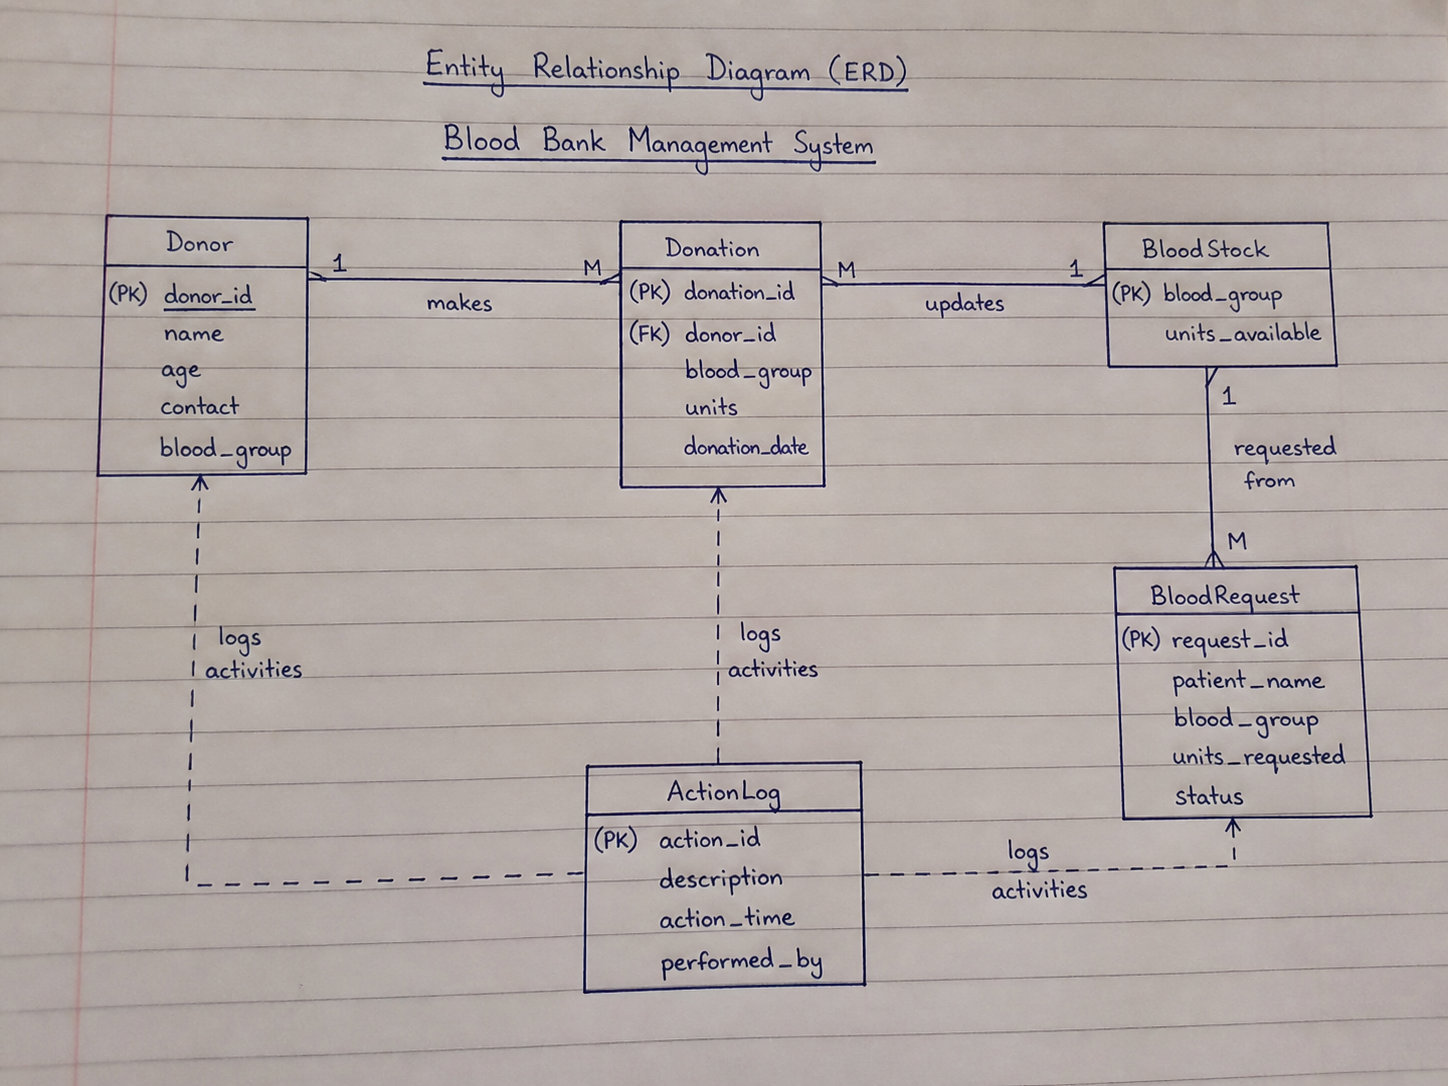 Entity Relationship Diagram (ERD)
Blood Bank Management System
Donor
(PK) donor_id
name
age
contact
blood_group
1
M
makes
Donation
(PK) donation_id
(FK) donor_id
blood_group
units
donation_date
M
1
updates
BloodStock
(PK) blood_group
units_available
1
requested
from
M
BloodRequest
(PK) request_id
patient_name
blood_group
units_requested
status
logs
activities
logs
activities
ActionLog
(PK) action_id
description
action_time
performed_by
logs
activities